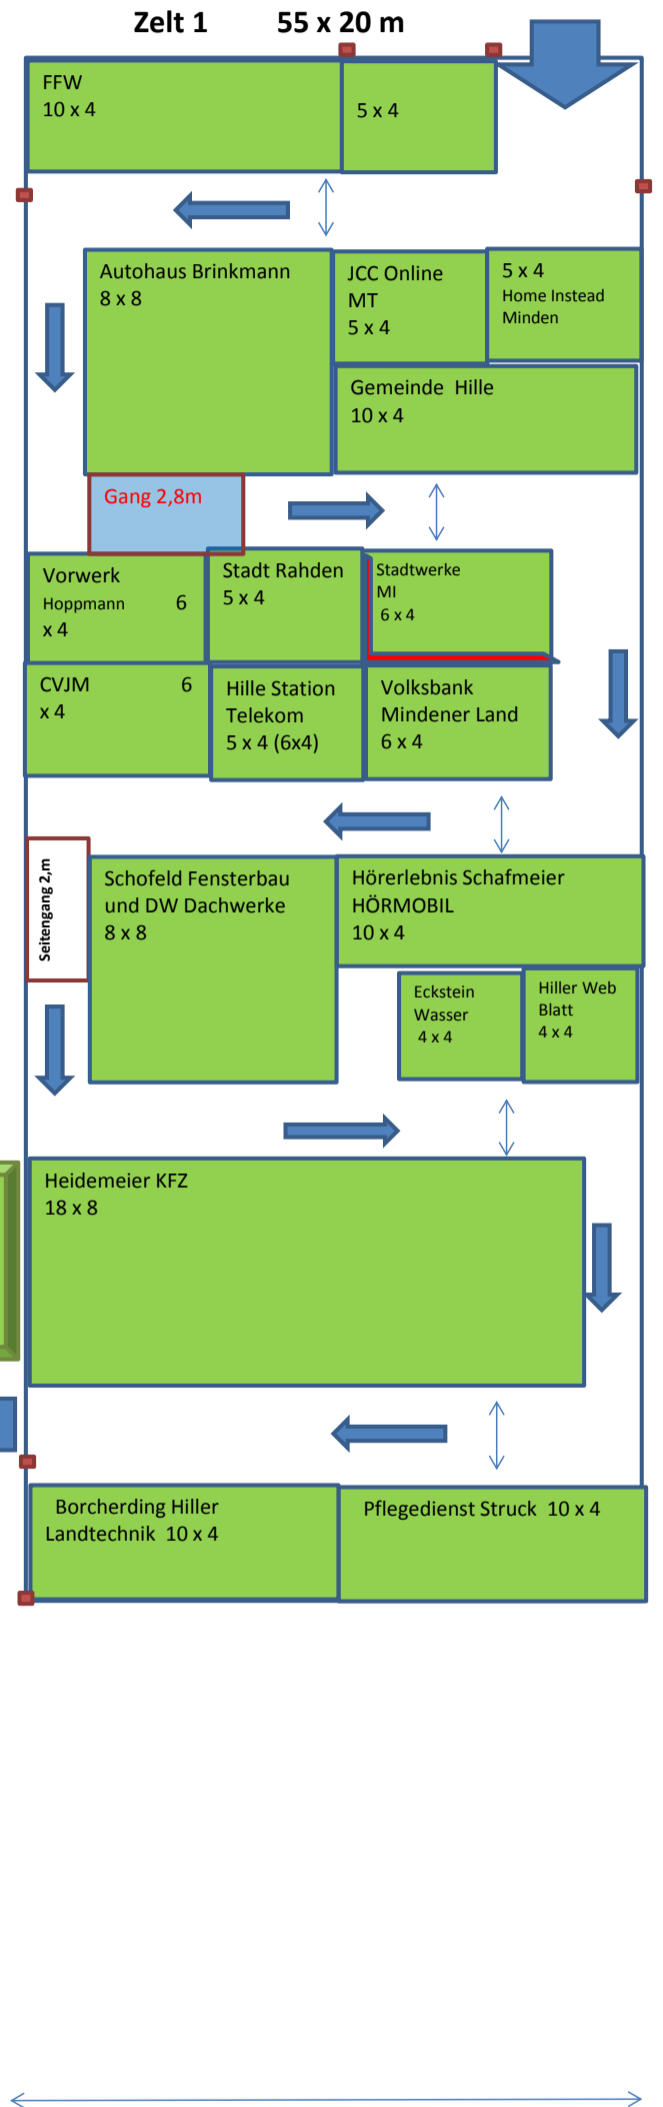 Zelt 1 55 x 20 m
FFW
10 x 4
5 x 4
Autohaus Brinkmann
8 x 8
JCC Online
MT
5 x 4
5 x 4
Home Instead
Minden
Gemeinde Hille
10 x 4
Gang 2,8m
Vorwerk
Hoppmann 6
x 4
Stadt Rahden
5 x 4
Stadtwerke
MI
6 x 4
CVJM 6
x 4
Hille Station
Telekom
5 x 4 (6x4)
Volksbank
Mindener Land
6 x 4
Seitengang 2,m
Schofeld Fensterbau
und DW Dachwerke
8 x 8
Hörerlebnis Schafmeier
HÖRMOBIL
10 x 4
Eckstein
Wasser
4 x 4
Hiller Web
Blatt
4 x 4
Heidemeier KFZ
18 x 8
Borcherding Hiller
Landtechnik 10 x 4
Pflegedienst Struck 10 x 4